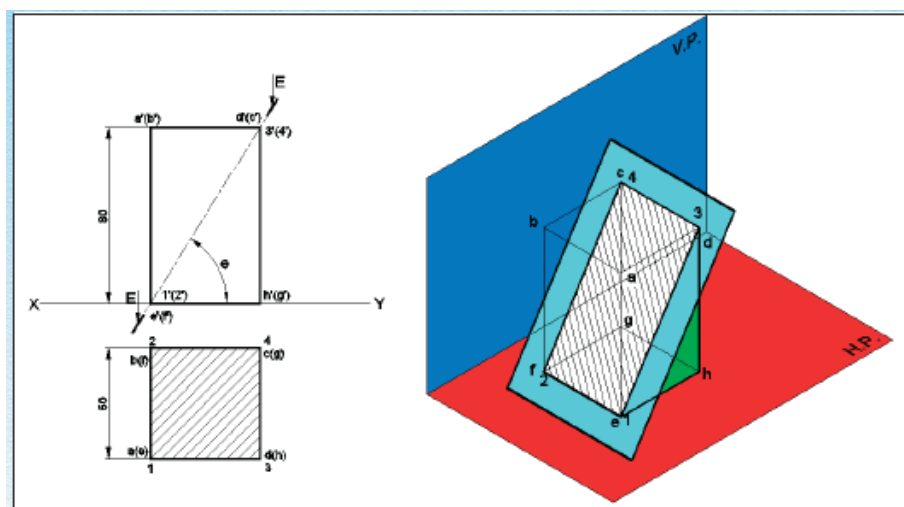 V.P.
E
a'(b')
d'(c')
3'(4')
c 4
80
b
3
d
a
e
E
1'(2')
h'(g')
X
Y
e'(f')
g
H.P.
2
4
f
2
h
b(f)
c(g)
50
e 1
a(e)
d(h)
1
3